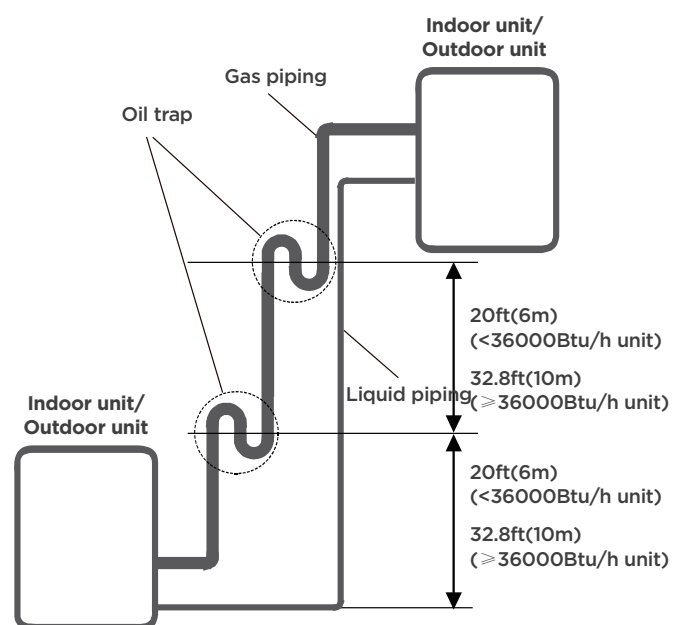 Indoor unit/
Outdoor unit
Gas piping
Oil trap
20ft(6m)
(<36000Btu/h unit)
32.8ft(10m)
(≥36000Btu/h unit)
Liquid piping
Indoor unit/
Outdoor unit
20ft(6m)
(<36000Btu/h unit)
32.8ft(10m)
(≥36000Btu/h unit)